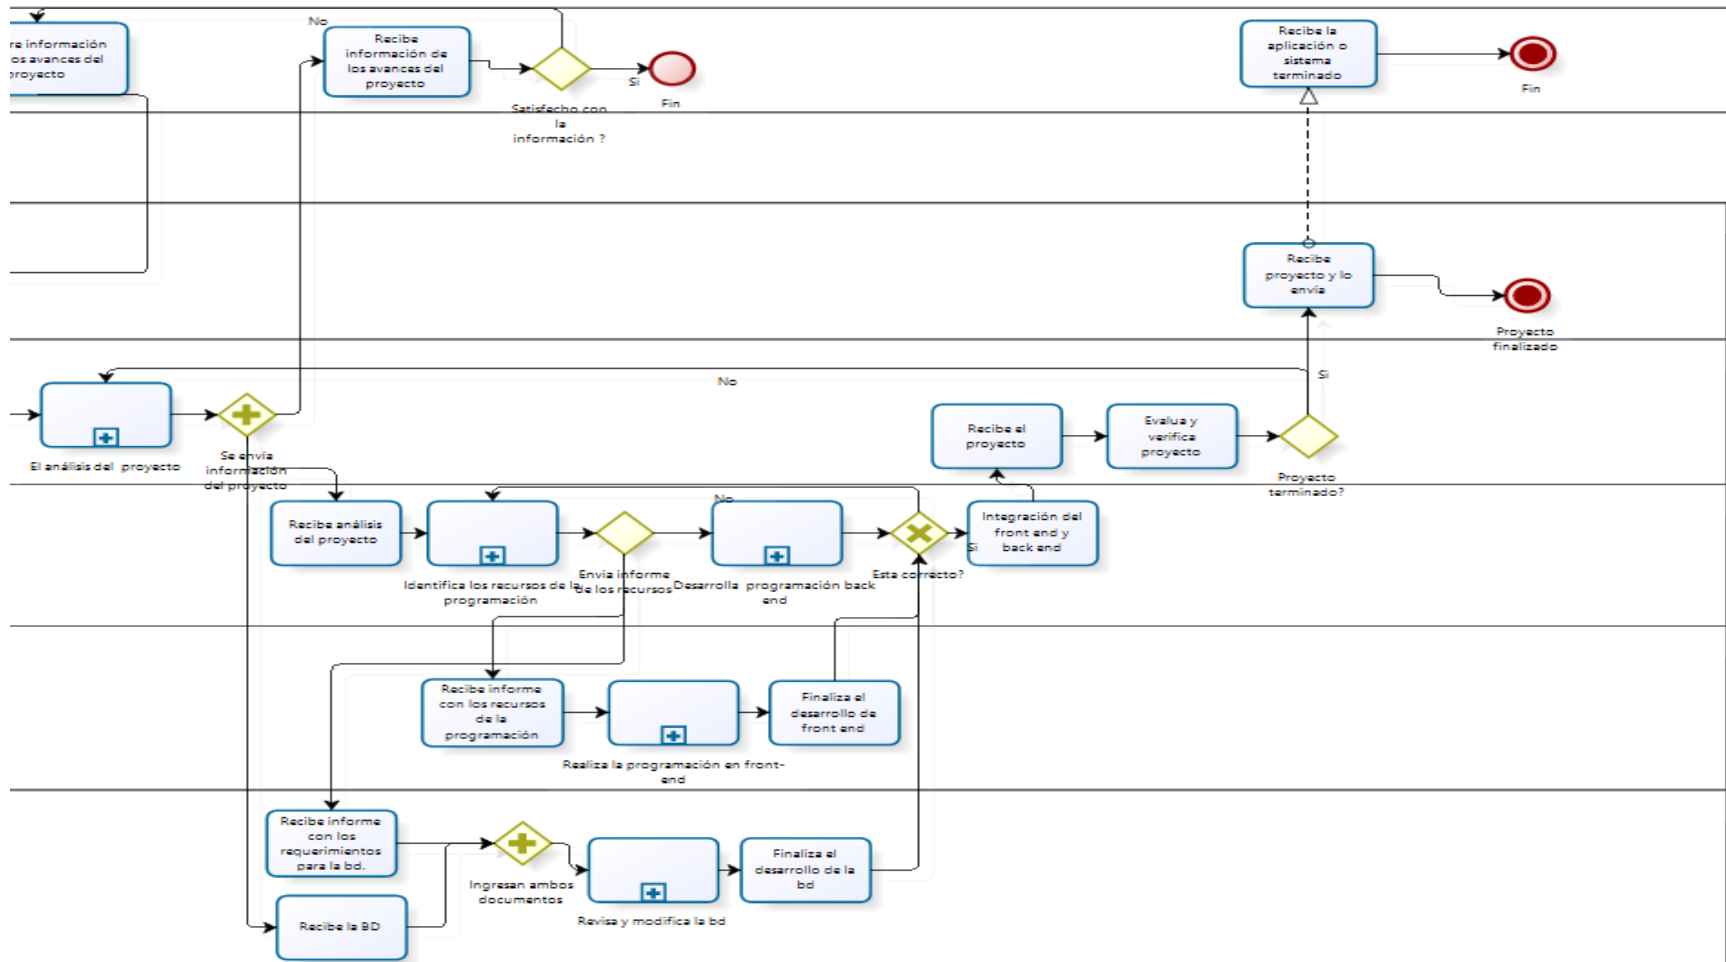 No
re información
os avances del
royecto
Recibe
información de
los avances del
proyecto
Si
Fin
Satisfecho con
la
información ?
Recibe la
aplicación o
sistema
terminado
Fin
Recibe
proyecto y lo
envía
Proyecto
finalizado
Si
No
El análisis del proyecto
Se envía
información
del proyecto
Recibe el
proyecto
Evalua y
verifica
proyecto
Proyecto
terminado?
No
Recibe análisis
del proyecto
Identifica los recursos de la
programación
Envía informe
de los recursos
Desarrolla programación back
end
Esta correcto?
Si
Integración del
front end y
back end
Recibe informe
con los recursos
de la
programación
Realiza la programación en front-
end
Finaliza el
desarrollo de
front end
Recibe informe
con los
requerimientos
para la bd.
Ingresan ambos
documentos
Revisa y modifica la bd
Finaliza el
desarrollo de la
bd
Recibe la BD